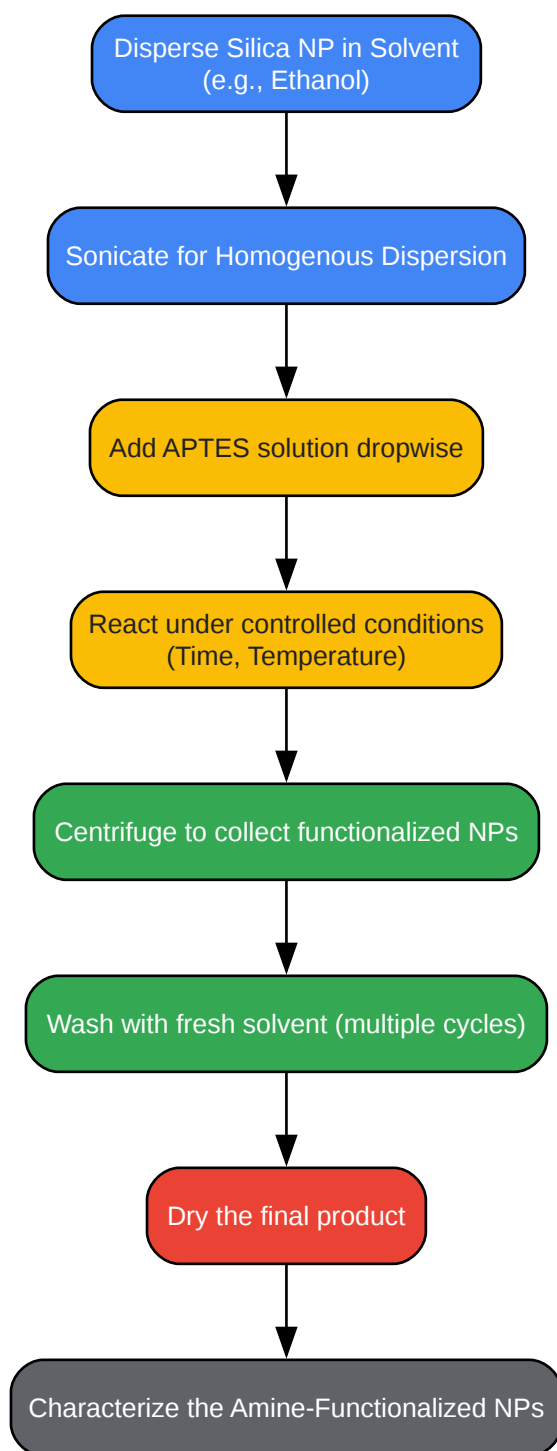 Disperse Silica NP in Solvent
(e.g., Ethanol)
Sonicate for Homogenous Dispersion
Add APTES solution dropwise
React under controlled conditions
(Time, Temperature)
Centrifuge to collect functionalized NPs
Wash with fresh solvent (multiple cycles)
Dry the final product
Characterize the Amine-Functionalized NPs